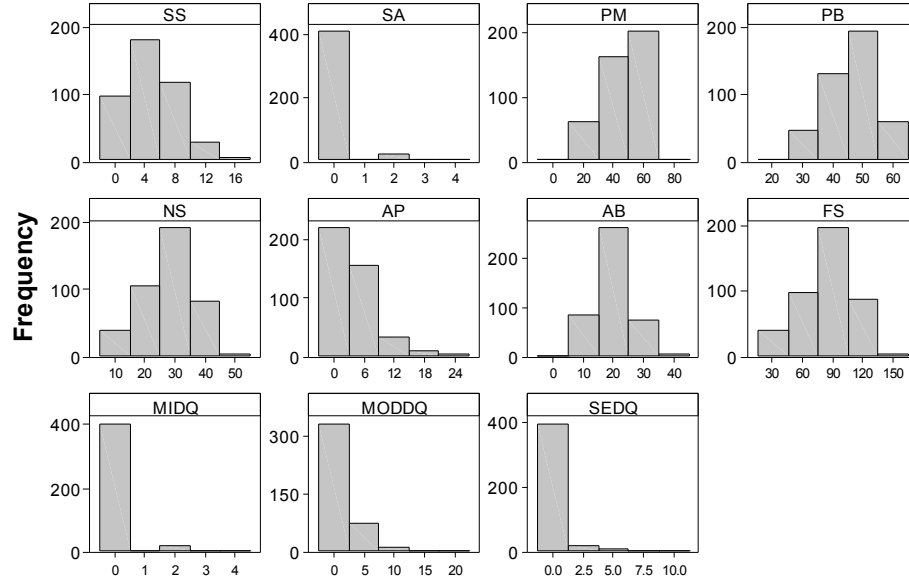 SS SA PM PB
200 400 200 200
100 200 100 100
0 0 0 0
0 4 8 12 16 0 1 2 3 4 0 20 40 60 80 20 30 40 50 60
NS AP AB FS
200 200 200 200
100 100 100 100
0 0 0 0
10 20 30 40 50 0 6 12 18 24 0 10 20 30 40 30 60 90 120 150
Frequency
MIDQ MODDQ SEDQ
400 300 400
200 150 200
0 0 0
0 1 2 3 4 0 5 10 15 20 0.0 2.5 5.0 7.5 10.0